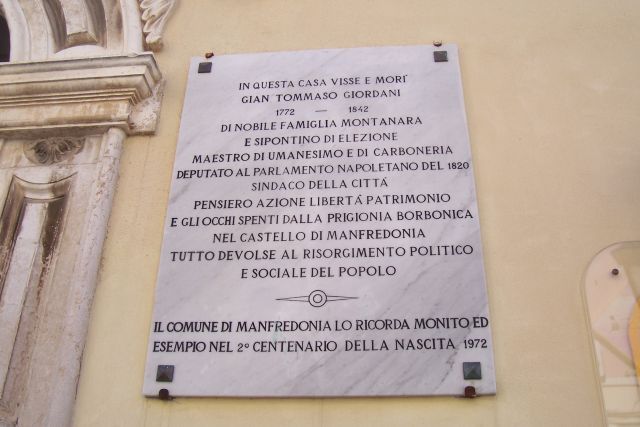 IN QUESTA CASA VISSE E MORI'
GIAN TOMMASO GIORDANI
1772 — 1842
DI NOBILE FAMIGLIA MONTANARA
E SIPONTINO DI ELEZIONE
MAESTRO DI UMANESIMO E DI CARBONERIA
DEPUTATO AL PARLAMENTO NAPOLETANO DEL 1820
SINDACO DELLA CITTÁ
PENSIERO AZIONE LIBERTÁ PATRIMONIO
E GLI OCCHI SPENTI DALLA PRIGIONIA BORBONICA
NEL CASTELLO DI MANFREDONIA
TUTTO DEVOLSE AL RISORGIMENTO POLITICO
E SOCIALE DEL POPOLO
IL COMUNE DI MANFREDONIA LO RICORDA MONITO ED
ESEMPIO NEL 2º CENTENARIO DELLA NASCITA 1972